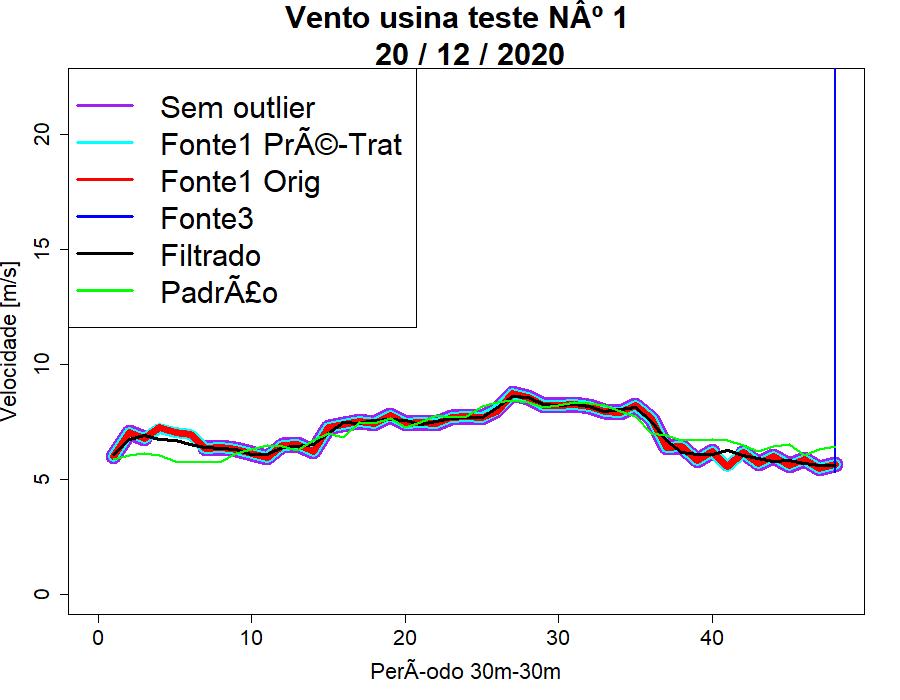 Vento usina teste NÂº 1
20 / 12 / 2020
Sem outlier
Fonte1 PrÃ©-Trat
Fonte1 Orig
Fonte3
Filtrado
PadrÃ£o
Velocidade [m/s]
20
15
10
5
0
0 10 20 30 40
PerÃ-odo 30m-30m